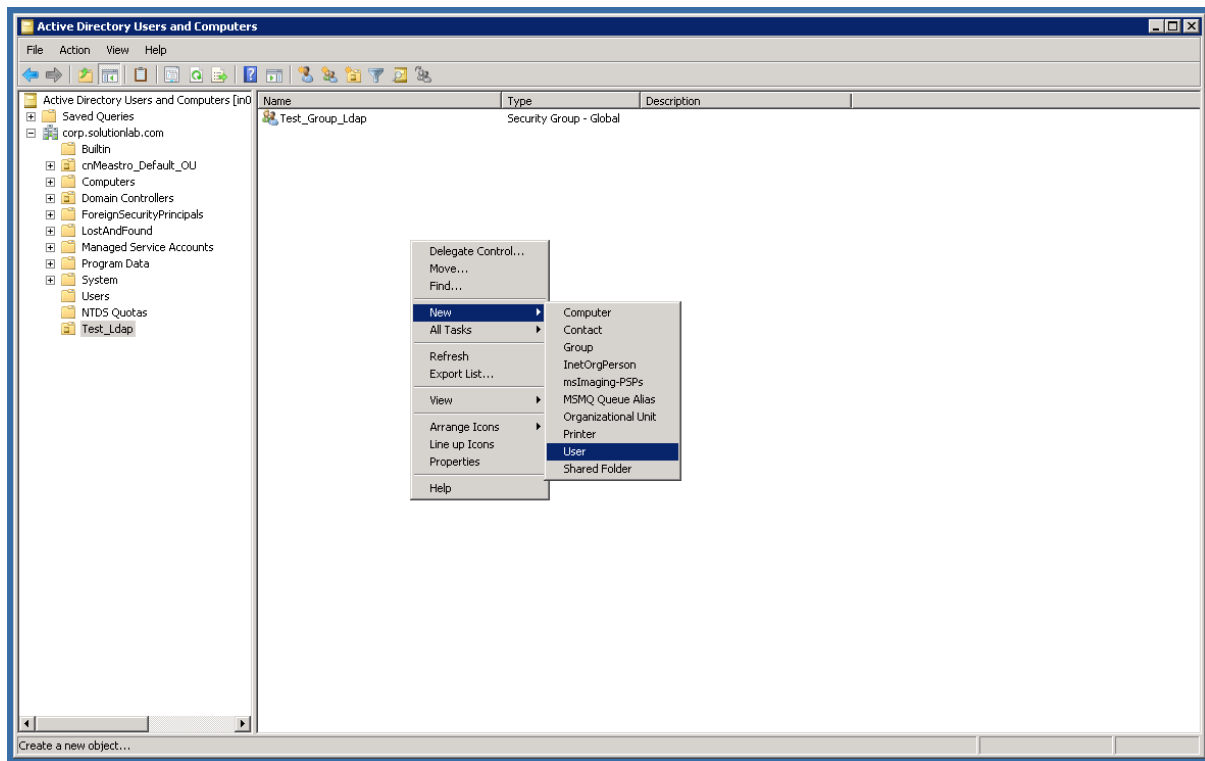 Active Directory Users and Computers
File Action View Help
Active Directory Users and Computers [in0
Saved Queries
corp.solutionlab.com
Builtin
cnMeastro_Default_OU
Computers
Domain Controllers
ForeignSecurityPrincipals
LostAndFound
Managed Service Accounts
Program Data
System
Users
NTDS Quotas
Test_Ldap
Name Type Description
Test_Group_Ldap Security Group - Global
Delegate Control...
Move...
Find...
New
All Tasks
Refresh
Export List...
View
Arrange Icons
Line up Icons
Properties
Help
Computer
Contact
Group
InetOrgPerson
msImaging-PSPs
MSMQ Queue Alias
Organizational Unit
Printer
User
Shared Folder
Create a new object...